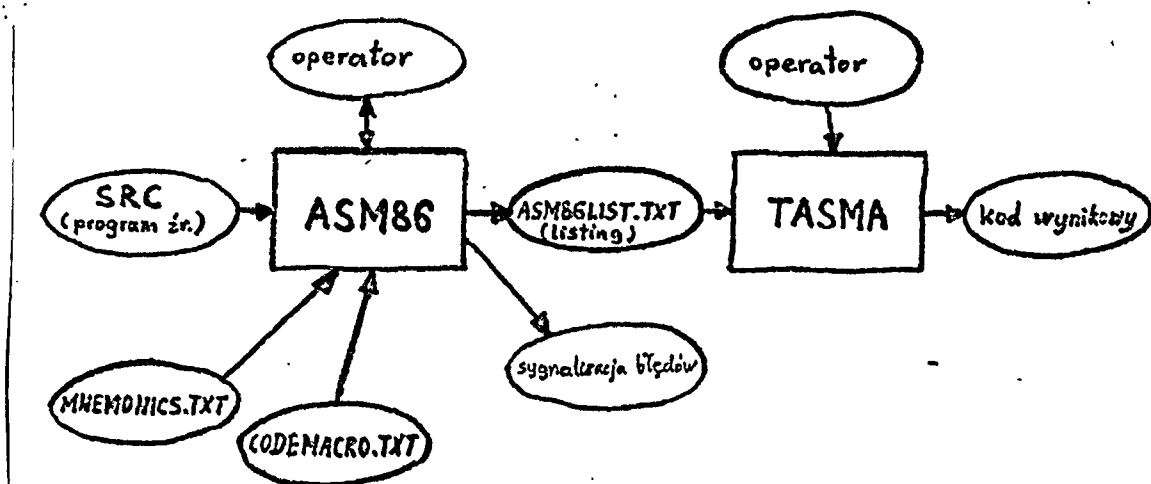 operator
operator
SRC
(program źr.)
ASM86
ASM86LIST.TXT
(listing)
TASMA
kod wynikowy
sygnalizacja błędów
MNEMONICS.TXT
CODEMACRO.TXT